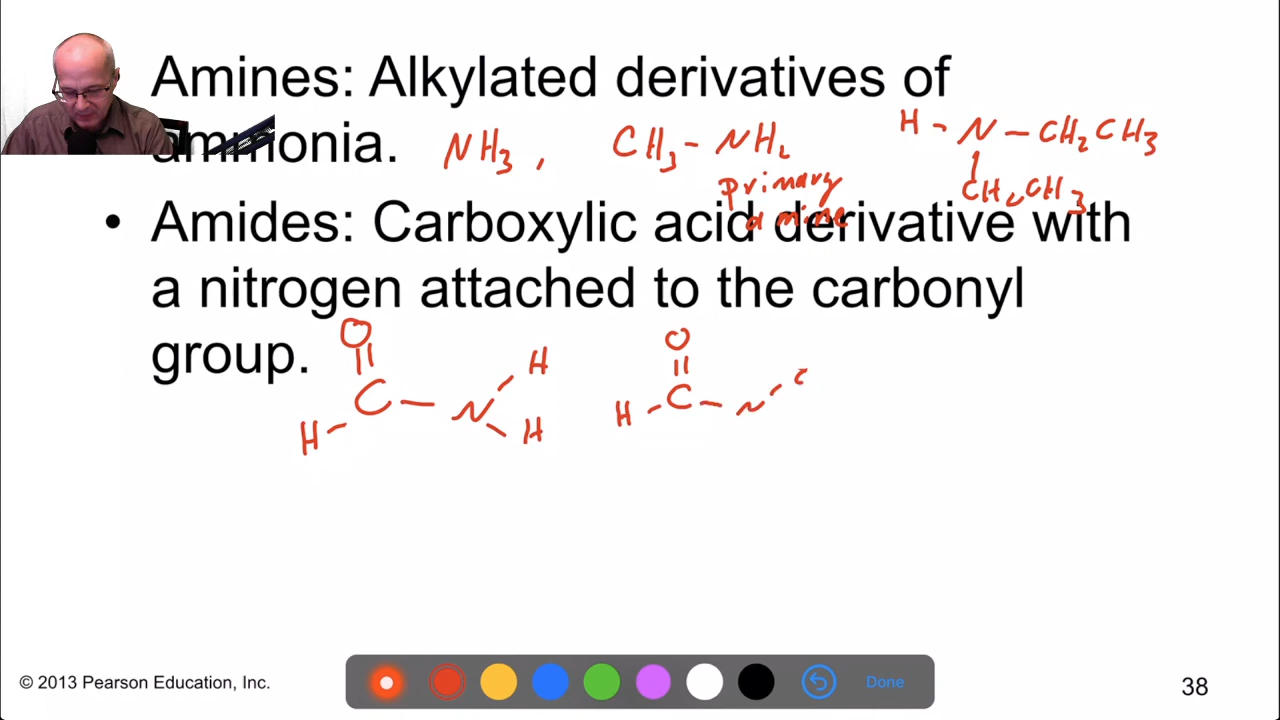 Amines: Alkylated derivatives of
ammonia. NH3, CH3-NH2 H-N-CH2CH3
CH2CH3
primary
amine
• Amides: Carboxylic acid derivative with
a nitrogen attached to the carbonyl
group.
O O
H H
C-N C-N
H H H
© 2013 Pearson Education, Inc.
Done
38